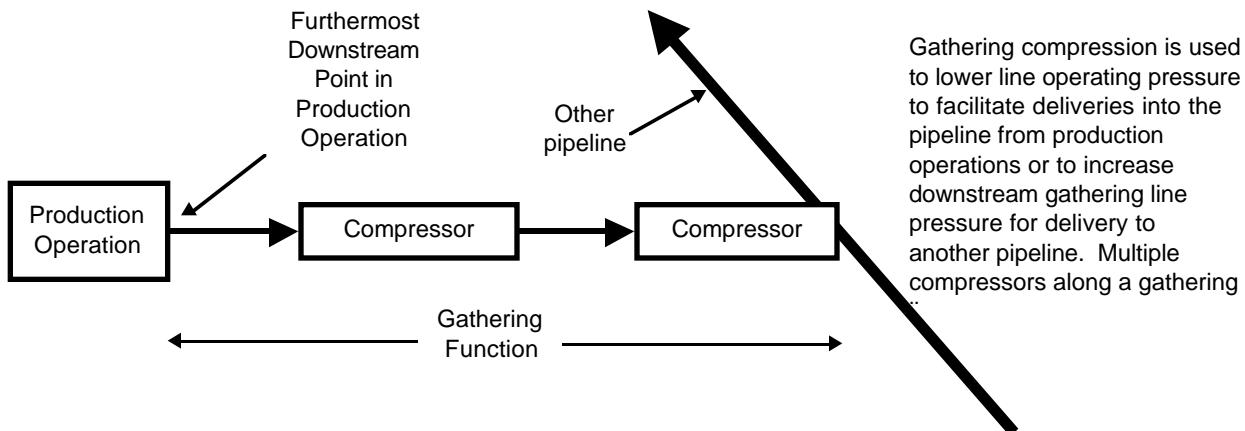 Furthermost
Downstream
Point in
Production
Operation
Other
pipeline
Production
Operation
Compressor
Compressor
Gathering
Function
Gathering compression is used
to lower line operating pressure
to facilitate deliveries into the
pipeline from production
operations or to increase
downstream gathering line
pressure for delivery to
another pipeline.  Multiple
compressors along a gathering